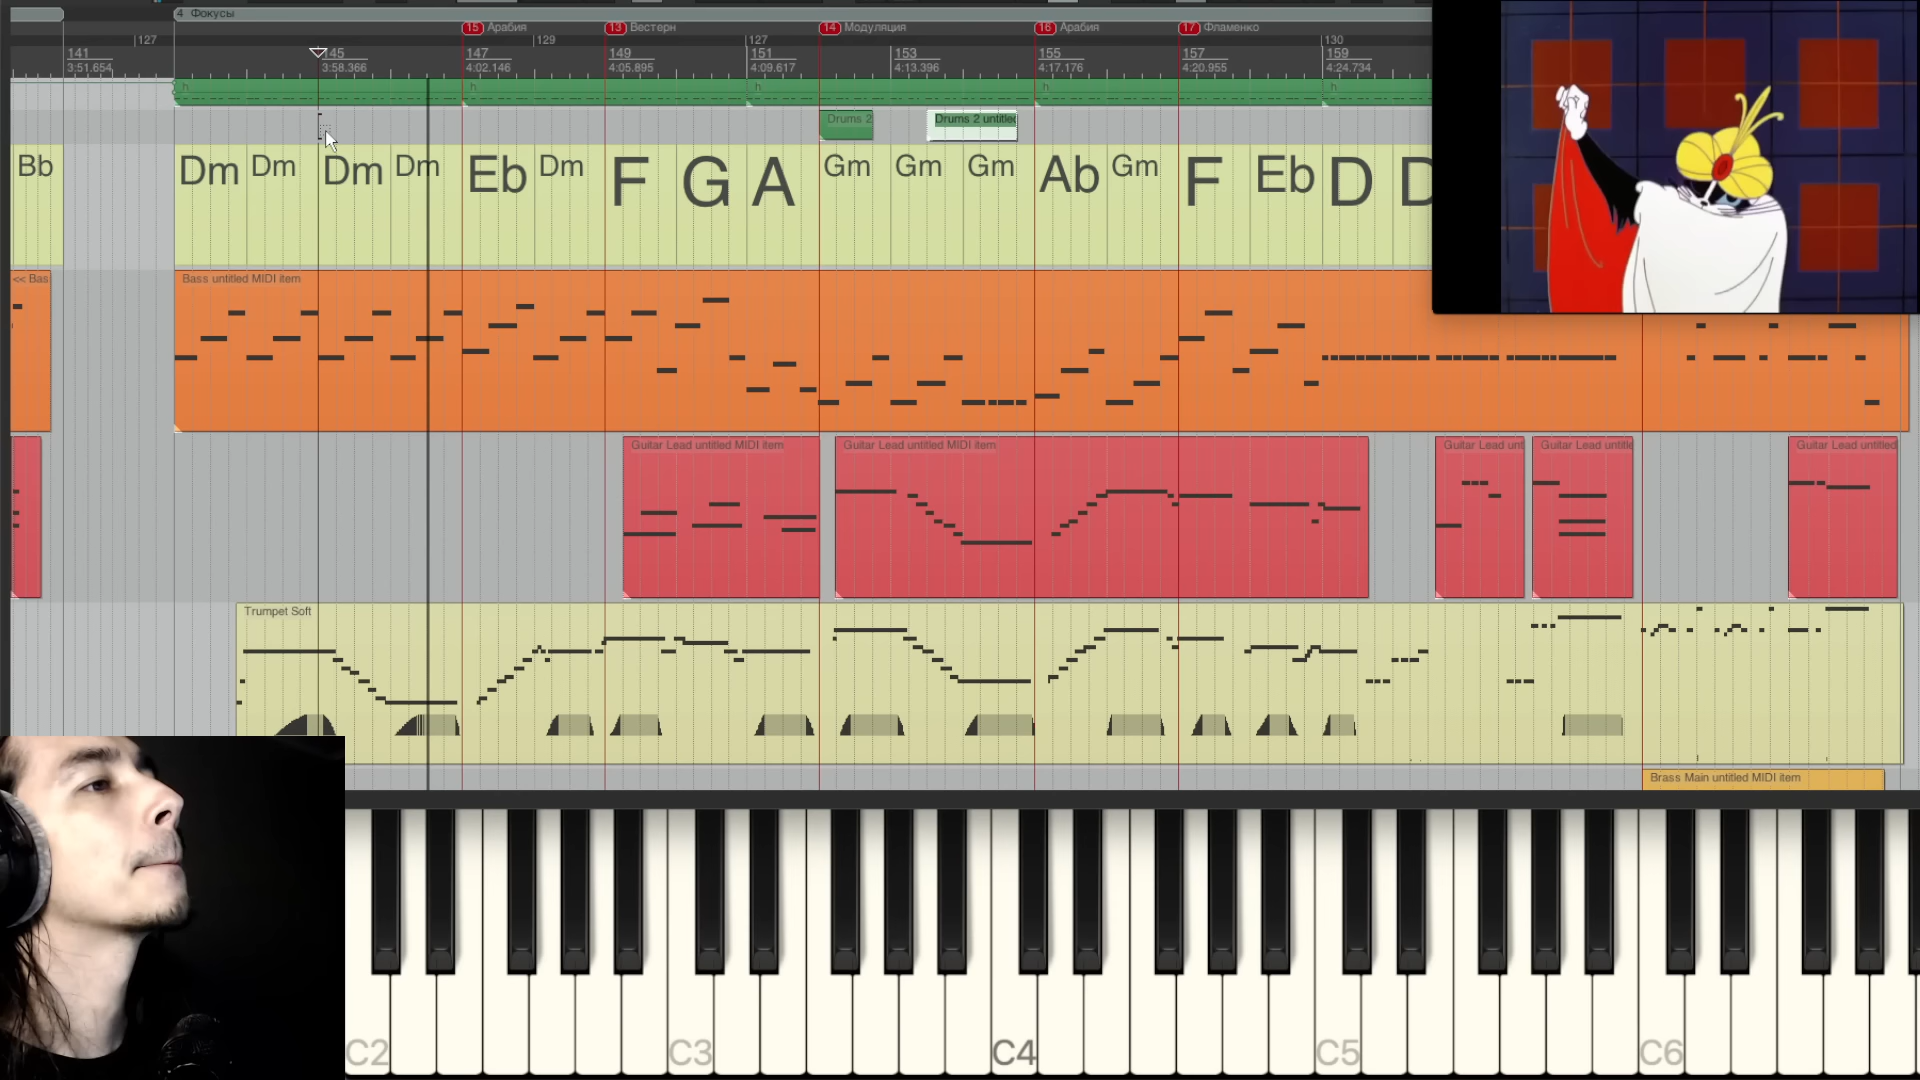 4 Фокусы
15 Арабия 13 Вестерн 14 Модуляция 16 Арабия 17 Фламенко
127 129 127 130
141 145 147 149 151 153 155 157 159
3:51.654 3:58.366 4:02.146 4:05.895 4:09.617 4:13.396 4:17.176 4:20.955 4:24.734
h h h h h
Drums 2 Drums 2 untitled
Bb Dm Dm Dm Dm Eb Dm F G A Gm Gm Gm Ab Gm F Eb D D
<< Bas Bass untitled MIDI item
Guitar Lead untitled MIDI item Guitar Lead untitled MIDI item Guitar Lead unt Guitar Lead untitle Guitar Lead untitled
Trumpet Soft
Brass Main untitled MIDI item
C2 C3 C4 C5 C6